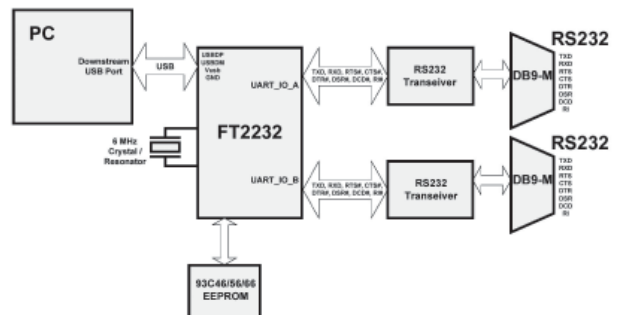 PC
Downstream
USB Port
USB
USBDP
USBDM
Vusb
GND
UART_IO_A
FT2232
UART_IO_B
6 MHz
Crystal /
Resonator
TXD, RXD, RTS#, CTS#,
DTR#, DSR#, DCD#, RI#
RS232
Transeiver
DB9-M
RS232
TXD
RXD
RTS
CTS
DTR
DSR
DCD
RI
TXD, RXD, RTS#, CTS#,
DTR#, DSR#, DCD#, RI#
RS232
Transeiver
DB9-M
RS232
TXD
RXD
RTS
CTS
DTR
DSR
DCD
RI
93C46/56/66
EEPROM